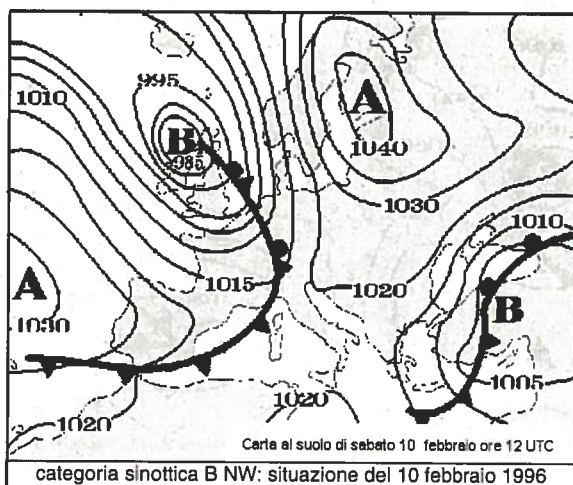 995
1010
A
B
985
1040
1030
1010
A
1015
1020
B
1030
1005
1020
1020
Carta al suolo di sabato 10 febbraio ore 12 UTC
categoria sinottica B NW: situazione del 10 febbraio 1996